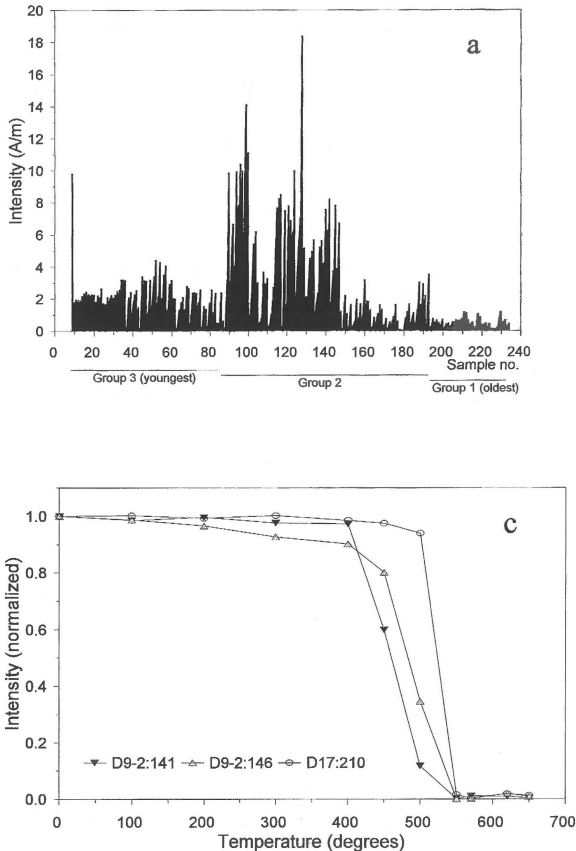 20
18
16
14
12
10
8
6
4
2
0
Intensity (A/m)
a
0 20 40 60 80 100 120 140 160 180 200 220 240
Sample no.
Group 3 (youngest) Group 2 Group 1 (oldest)
c
1.0
0.8
0.6
0.4
0.2
0.0
Intensity (normalized)
D9-2:141 D9-2:146 D17:210
0 100 200 300 400 500 600 700
Temperature (degrees)